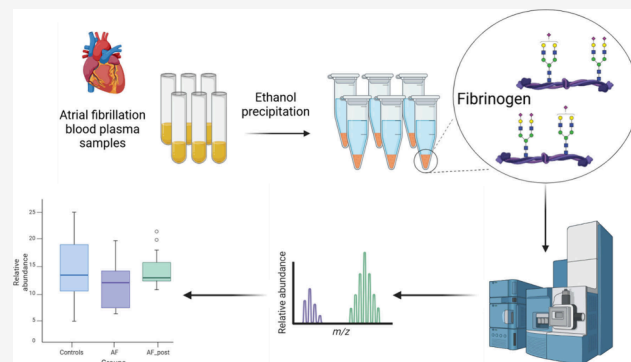 Atrial fibrillation
blood plasma
samples
Ethanol
precipitation
Fibrinogen
Relative
abundance
25
20
15
10
5
0
Controls
AF
AF_post
Relative abundance
m/z